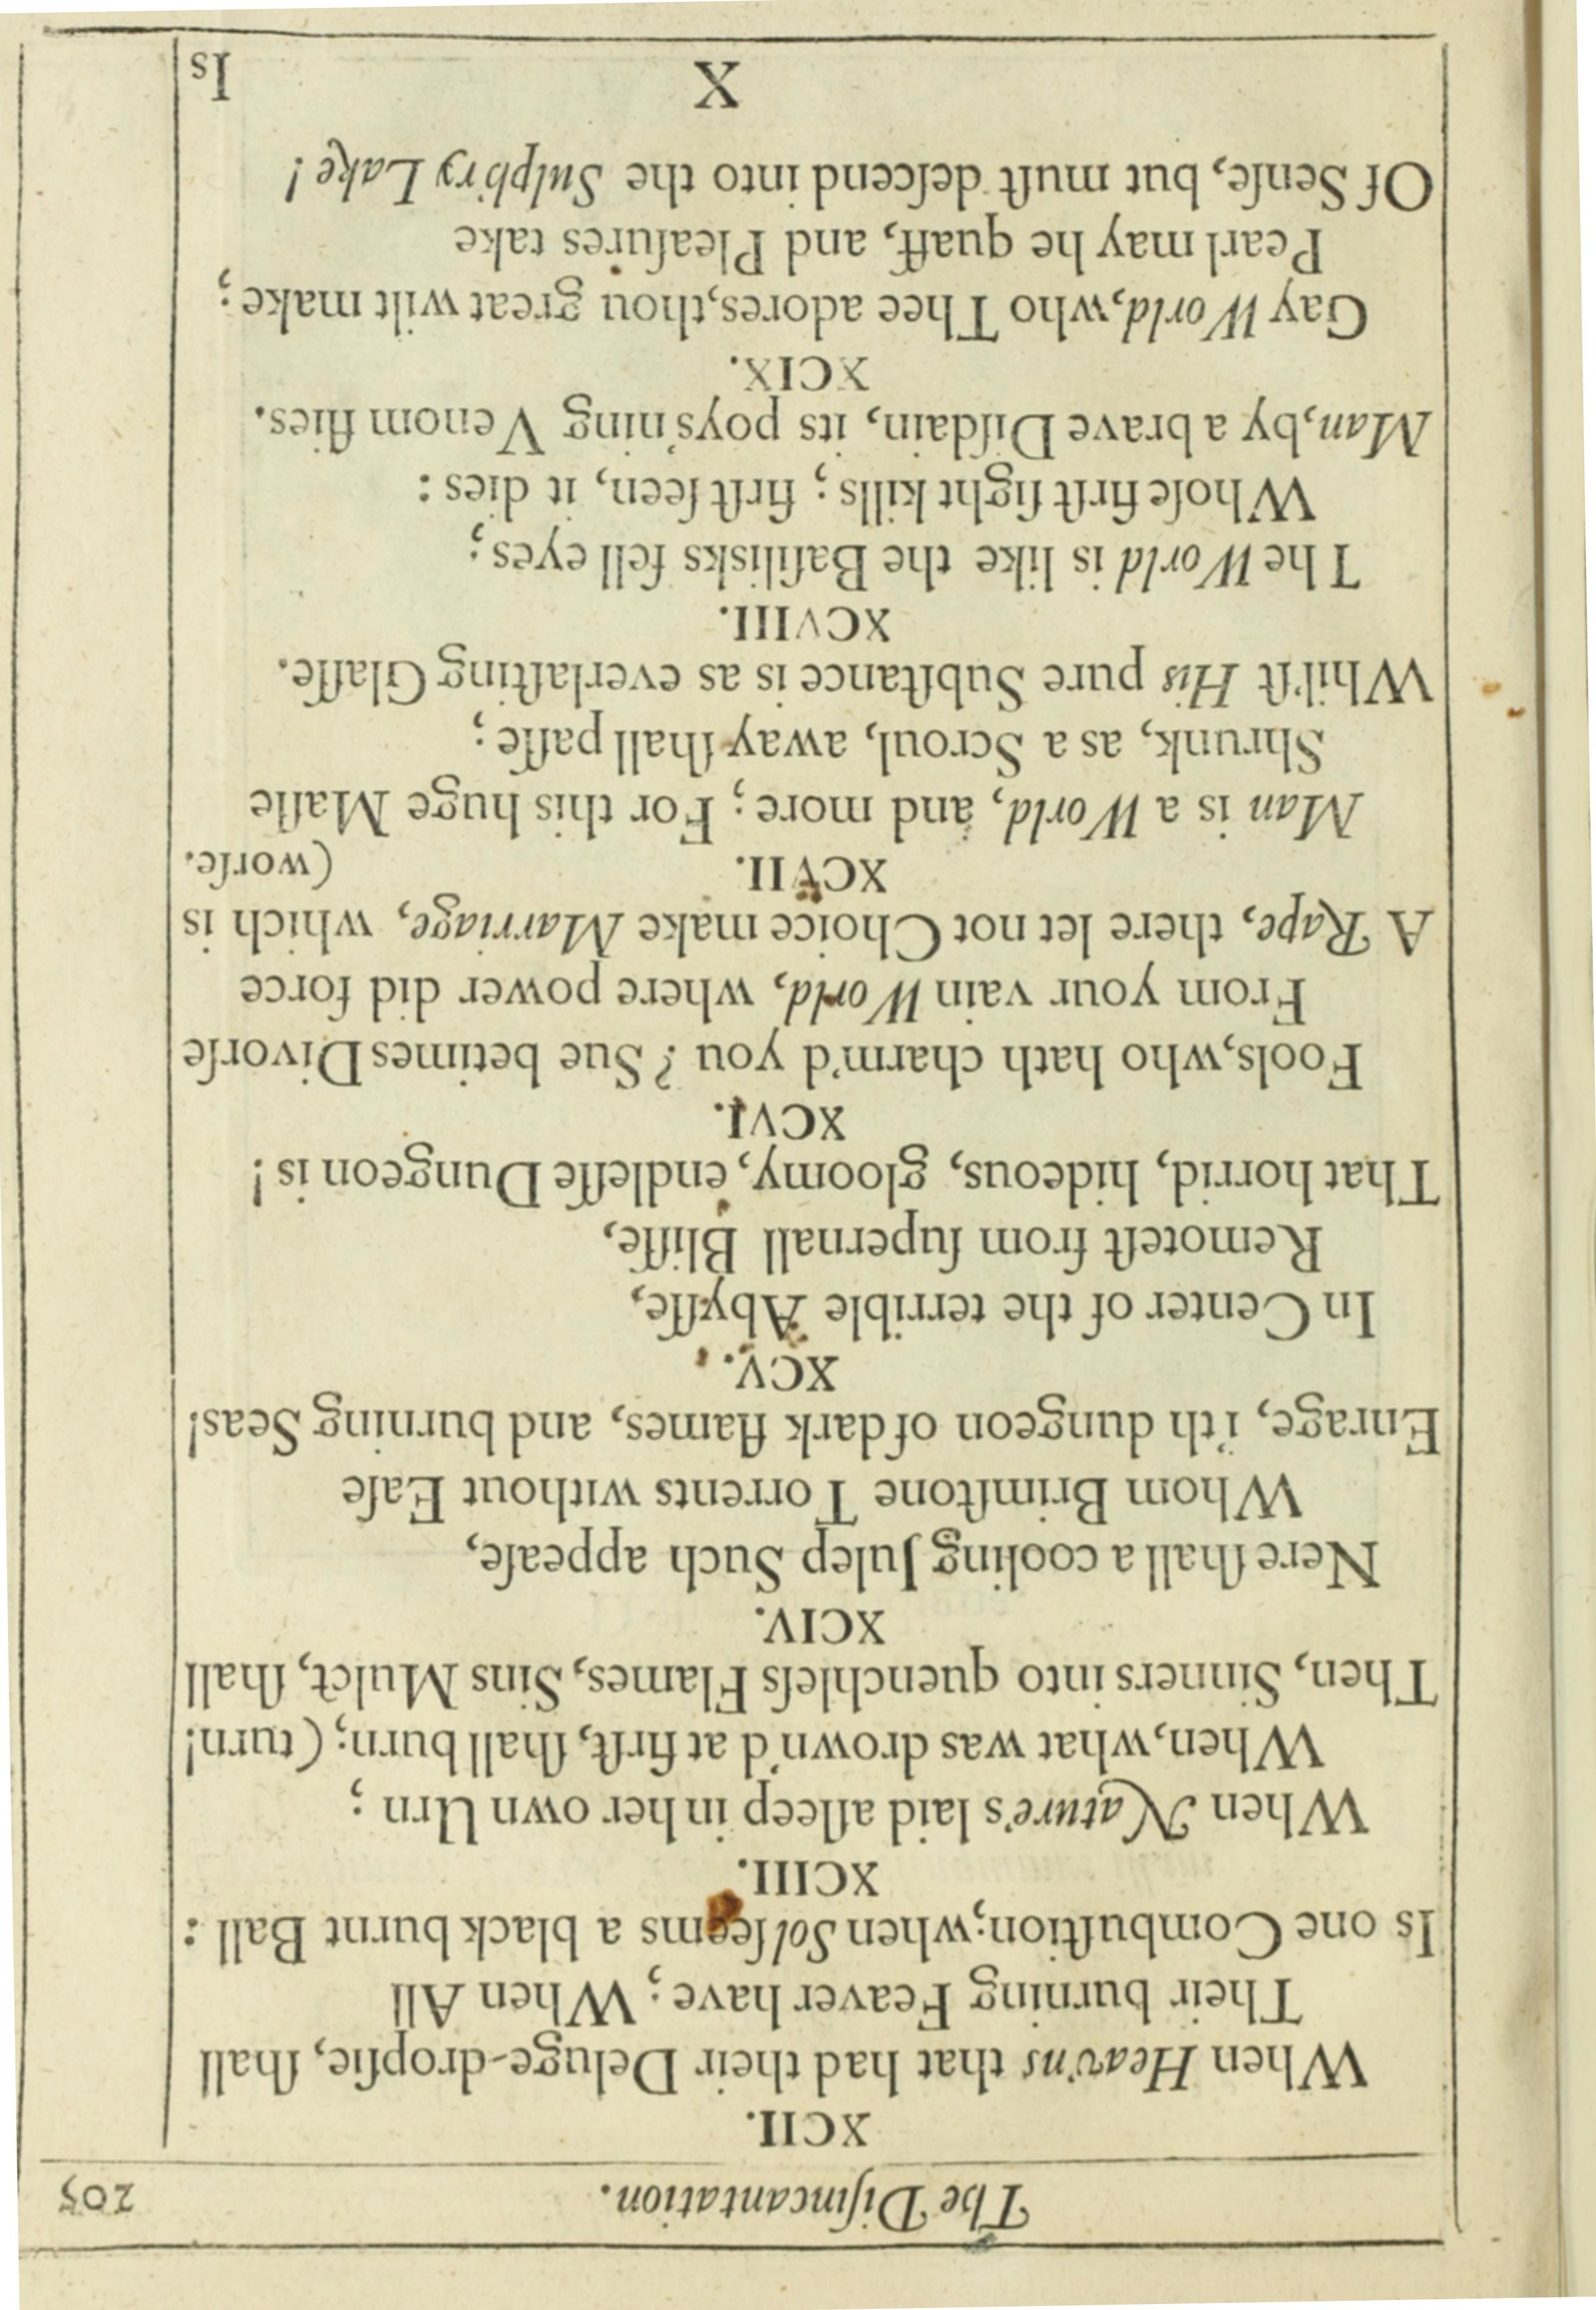 The Disincantation. 205
XCII.
When Heav'ns that had their Deluge-dropſie, ſhall
Their burning Feaver have; When All
Is one Combuſtion; when Sol ſeems a black burnt Ball:
XCIII.
When Nature's laid aſleep in her own Urn;
When, what was drown'd at firſt, ſhall burn; (turn!
Then, Sinners into quenchleſs Flames, Sins Mulct, ſhall
XCIV.
Nere ſhall a cooling Julep Such appeaſe,
Whom Brimſtone Torrents without Eaſe
Enrage, i'th dungeon of dark flames, and burning Seas!
XCV.
In Center of the terrible Abyſſe,
Remoteſt from ſupernall Bliſſe,
That horrid, hideous, gloomy, endleſſe Dungeon is!
XCVI.
Fools, who hath charm'd you? Sue betimes Divorſe
From your vain World, where power did force
A Rape, there let not Choice make Marriage, which is
XCVII. (worſe.
Man is a World, and more; For this huge Maſſe
Shrunk, as a Scroul, away ſhall paſſe;
Whil'ſt His pure Subſtance is as everlaſting Glaſſe.
XCVIII.
The World is like the Baſilisks fell eyes;
Whoſe firſt ſight kills; firſt ſeen, it dies:
Man, by a brave Diſdain, its poys'ning Venom flies.
XCIX.
Gay World, who Thee adores, thou great wilt make;
Pearl may he quaff, and Pleaſures take
Of Senſe, but muſt deſcend into the Sulph'ry Lake!
X Is